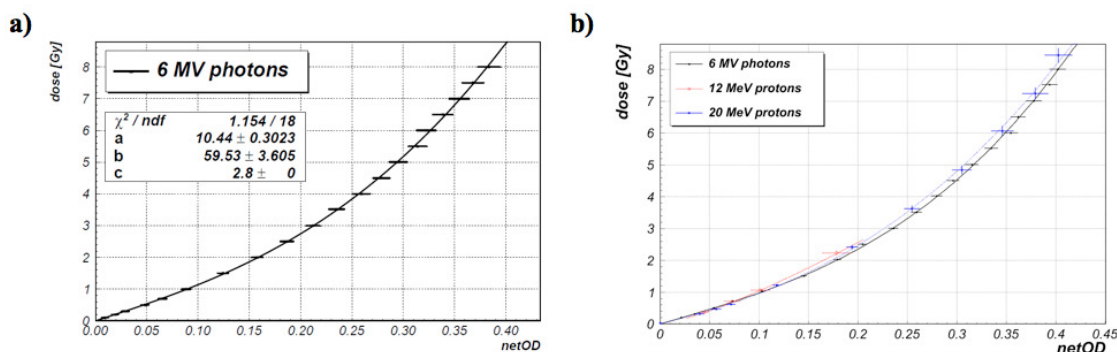 a)
dose [Gy]
6 MV photons
χ² / ndf 1.154 / 18
a 10.44 ± 0.3023
b 59.53 ± 3.605
c 2.8 ± 0
8
7
6
5
4
3
2
1
0
0.00 0.05 0.10 0.15 0.20 0.25 0.30 0.35 0.40
netOD
b)
dose [Gy]
6 MV photons
12 MeV protons
20 MeV protons
8
7
6
5
4
3
2
1
0
0 0.05 0.1 0.15 0.2 0.25 0.3 0.35 0.4 0.45
netOD